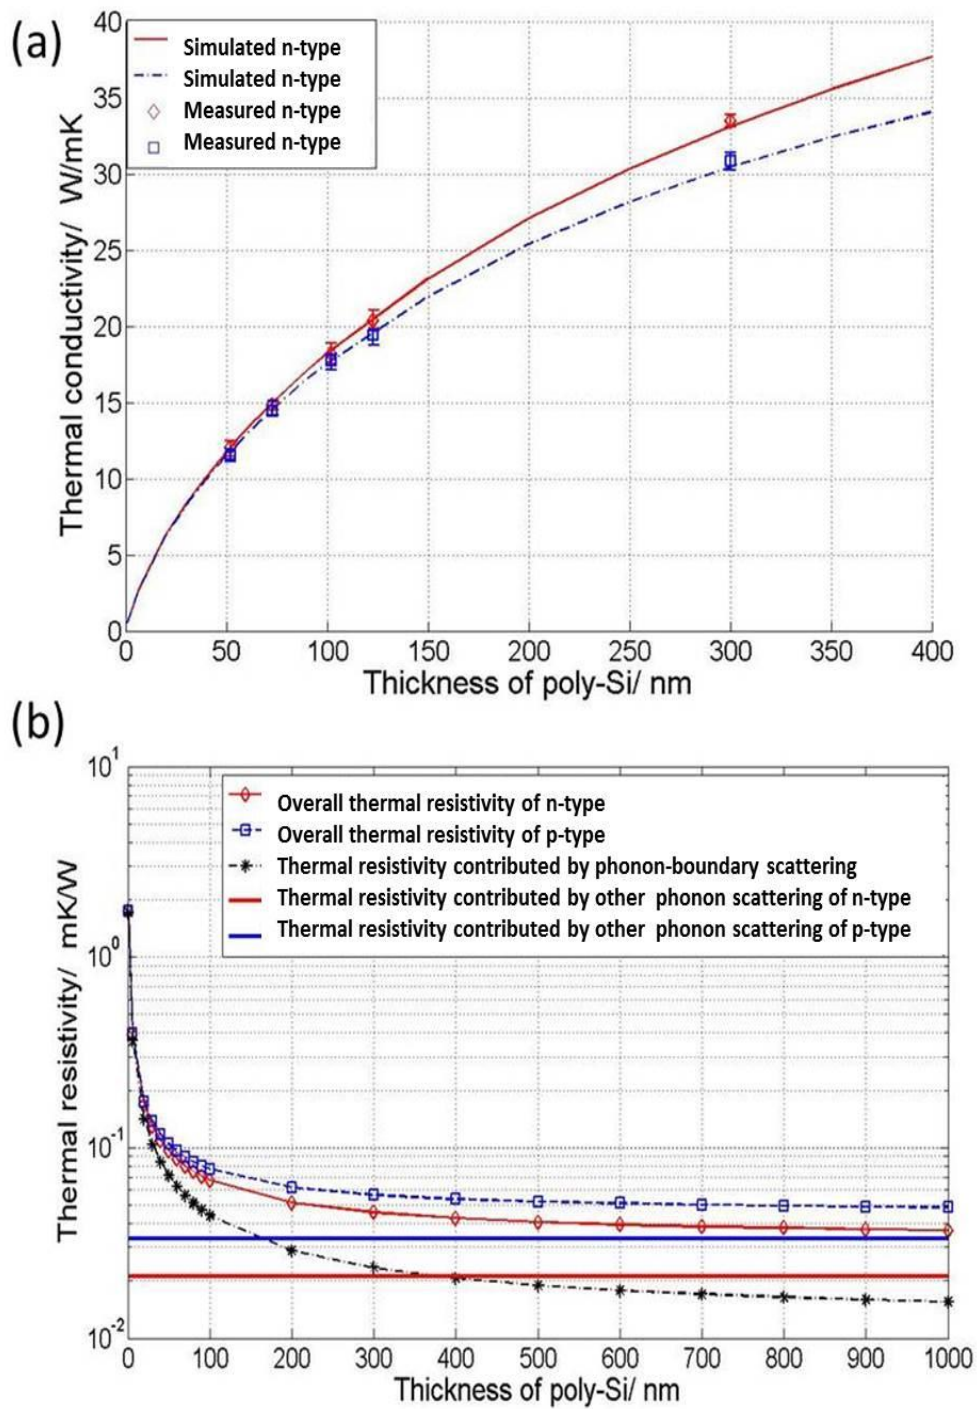 (a)
Simulated n-type
Simulated n-type
Measured n-type
Measured n-type
Thermal conductivity/ W/mK
40
35
30
25
20
15
10
5
0
0 50 100 150 200 250 300 350 400
Thickness of poly-Si/ nm
(b)
Overall thermal resistivity of n-type
Overall thermal resistivity of p-type
Thermal resistivity contributed by phonon-boundary scattering
Thermal resistivity contributed by other phonon scattering of n-type
Thermal resistivity contributed by other phonon scattering of p-type
Thermal resistivity/ mK/W
10^1
10^0
10^-1
10^-2
0 100 200 300 400 500 600 700 800 900 1000
Thickness of poly-Si/ nm